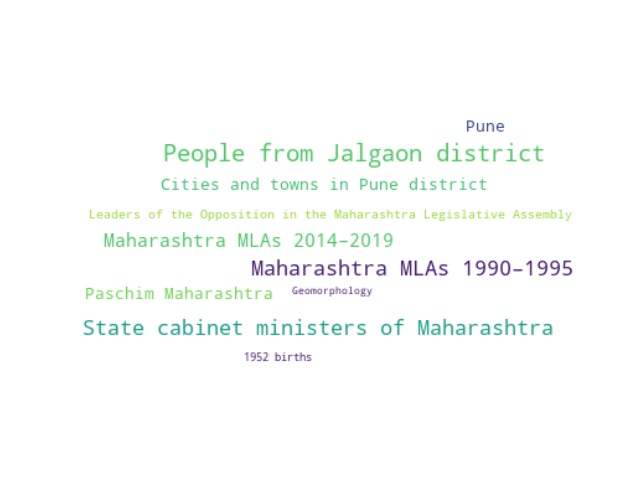 Pune
People from Jalgaon district
Cities and towns in Pune district
Leaders of the Opposition in the Maharashtra Legislative Assembly
Maharashtra MLAs 2014–2019
Maharashtra MLAs 1990–1995
Paschim Maharashtra
Geomorphology
State cabinet ministers of Maharashtra
1952 births